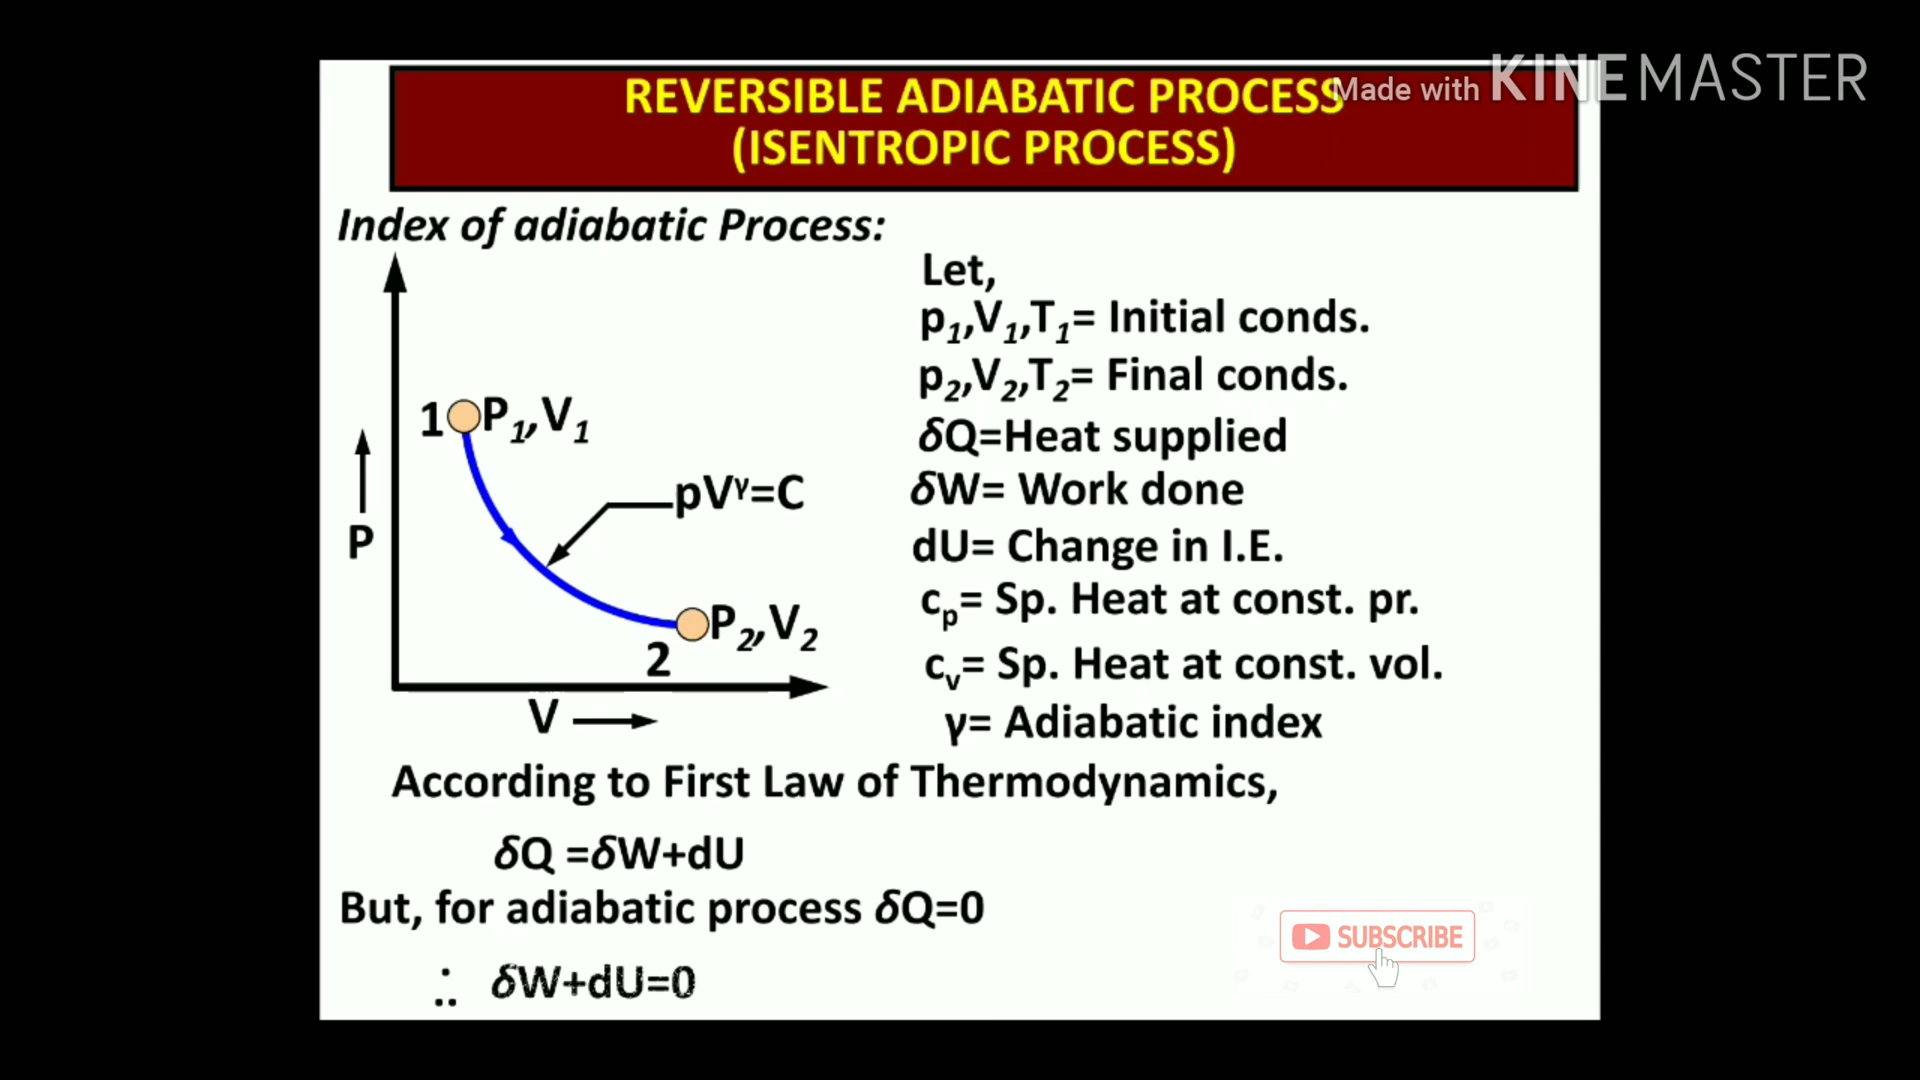 REVERSIBLE ADIABATIC PROCESS
(ISENTROPIC PROCESS)
Made with KINEMASTER
Index of adiabatic Process:
1 P₁,V₁
pVᵞ=C
P
P₂,V₂
2
V
Let,
p₁,V₁,T₁= Initial conds.
p₂,V₂,T₂= Final conds.
δQ=Heat supplied
δW= Work done
dU= Change in I.E.
cₚ= Sp. Heat at const. pr.
cᵥ= Sp. Heat at const. vol.
γ= Adiabatic index
According to First Law of Thermodynamics,
δQ =δW+dU
But, for adiabatic process δQ=0
∴ δW+dU=0
SUBSCRIBE